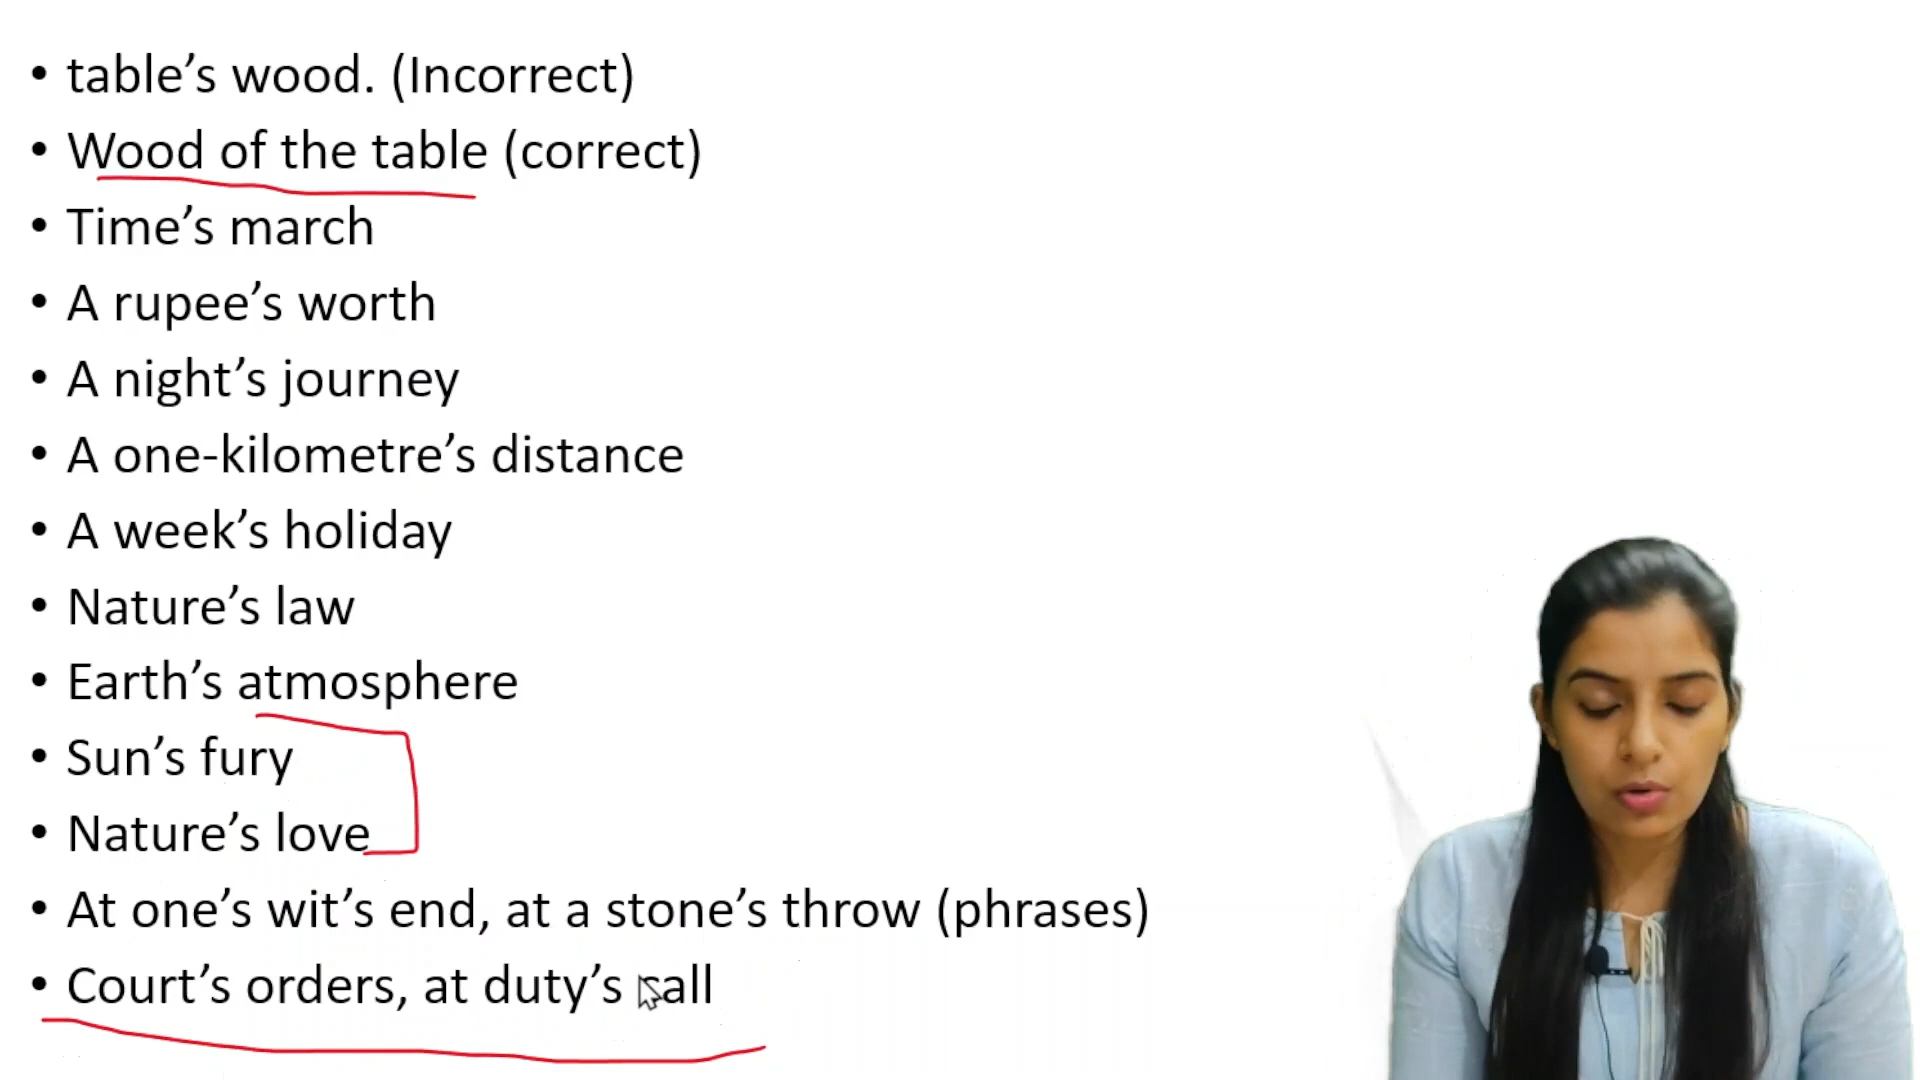 • table’s wood. (Incorrect)
• Wood of the table (correct)
• Time’s march
• A rupee’s worth
• A night’s journey
• A one-kilometre’s distance
• A week’s holiday
• Nature’s law
• Earth’s atmosphere
• Sun’s fury
• Nature’s love
• At one’s wit’s end, at a stone’s throw (phrases)
• Court’s orders, at duty’s call